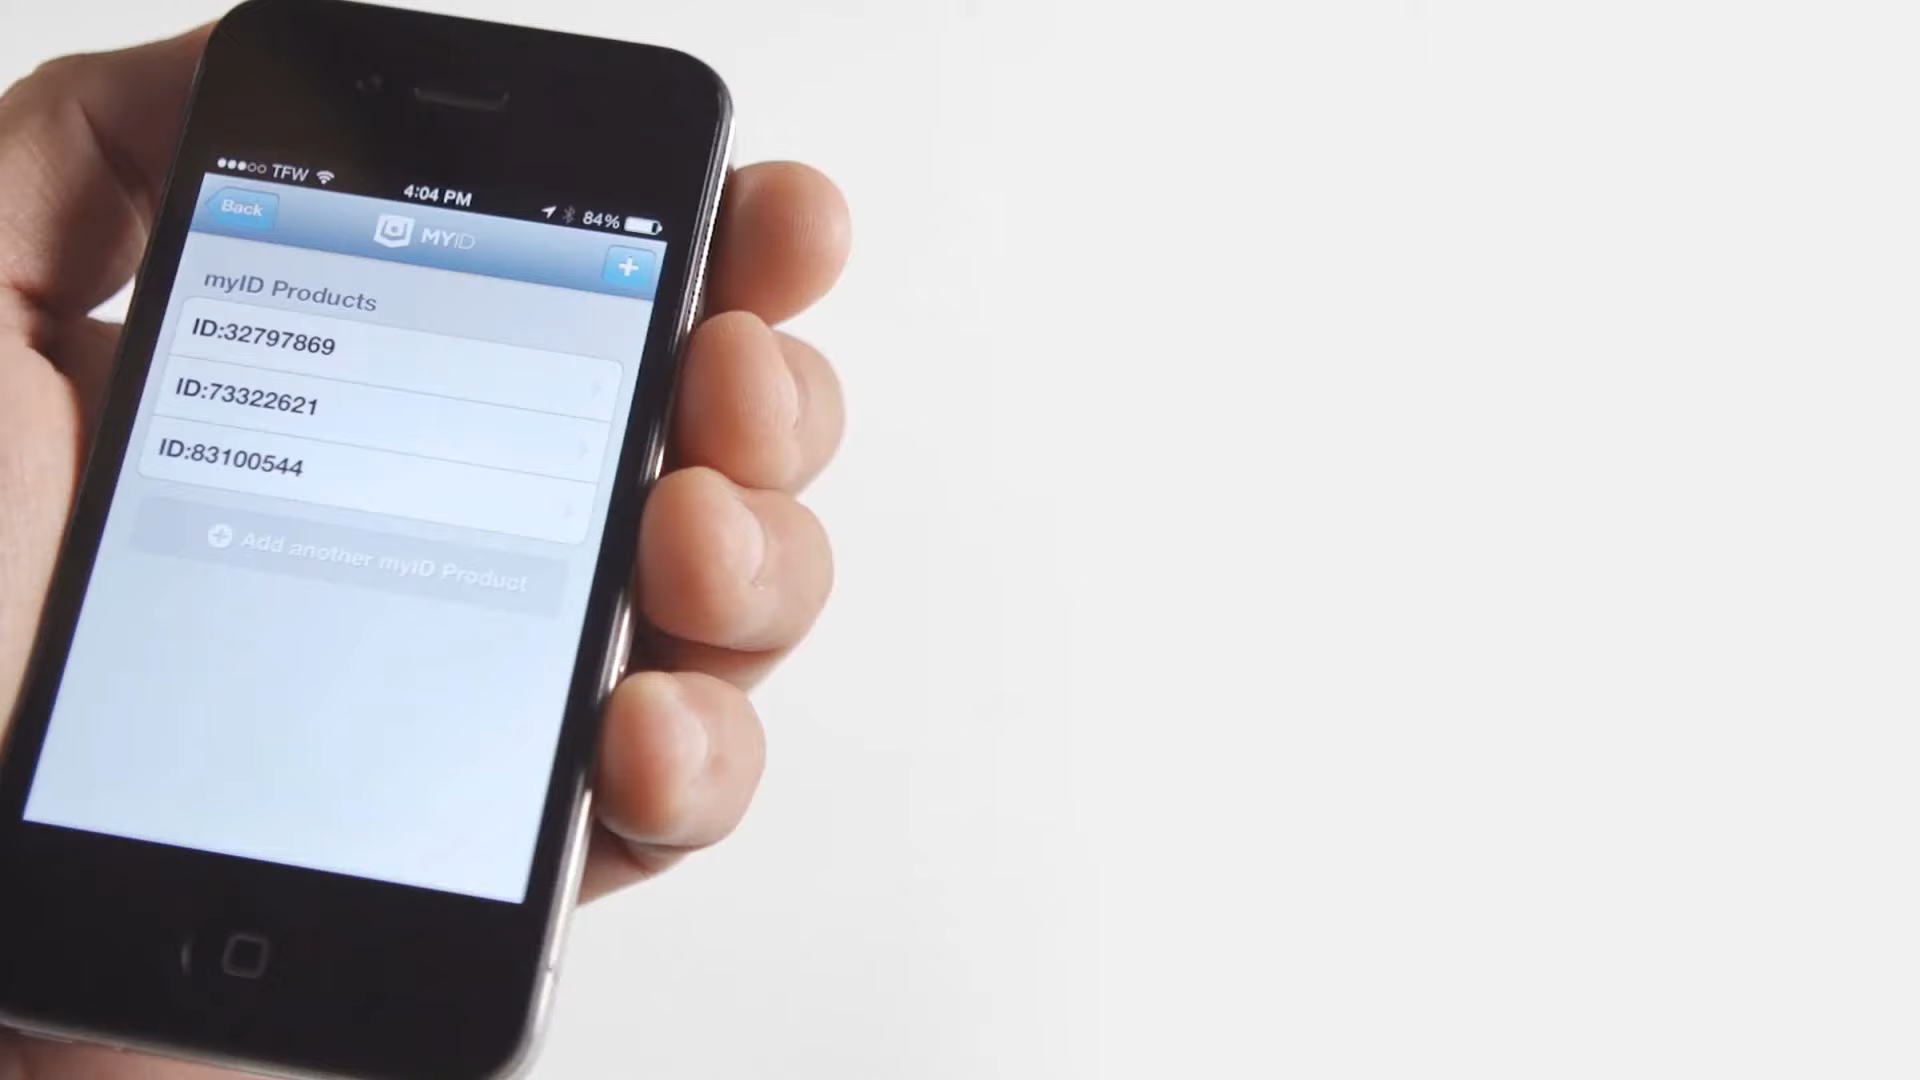 TFW
4:04 PM
84%
Back
MYID
+
myID Products
ID:32797869
ID:73322621
ID:83100544
Add another myID Product